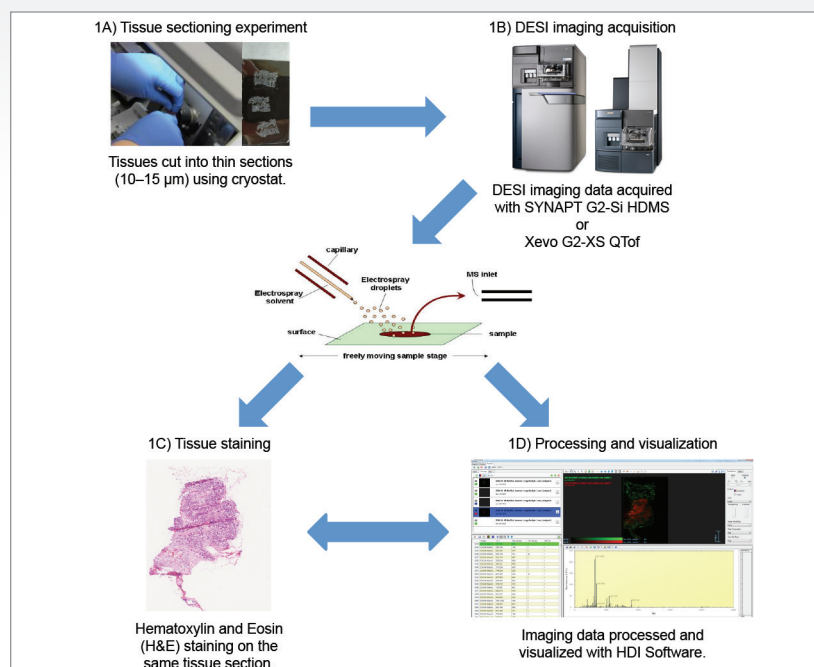 1A) Tissue sectioning experiment
1B) DESI imaging acquisition
Tissues cut into thin sections
(10–15 µm) using cryostat.
DESI imaging data acquired
with SYNAPT G2-Si HDMS
or
Xevo G2-XS QTof
capillary
Electrospray
solvent
Electrospray
droplets
MS inlet
surface
sample
freely moving sample stage
1C) Tissue staining
1D) Processing and visualization
Hematoxylin and Eosin
(H&E) staining on the
same tissue section
Imaging data processed and
visualized with HDI Software.